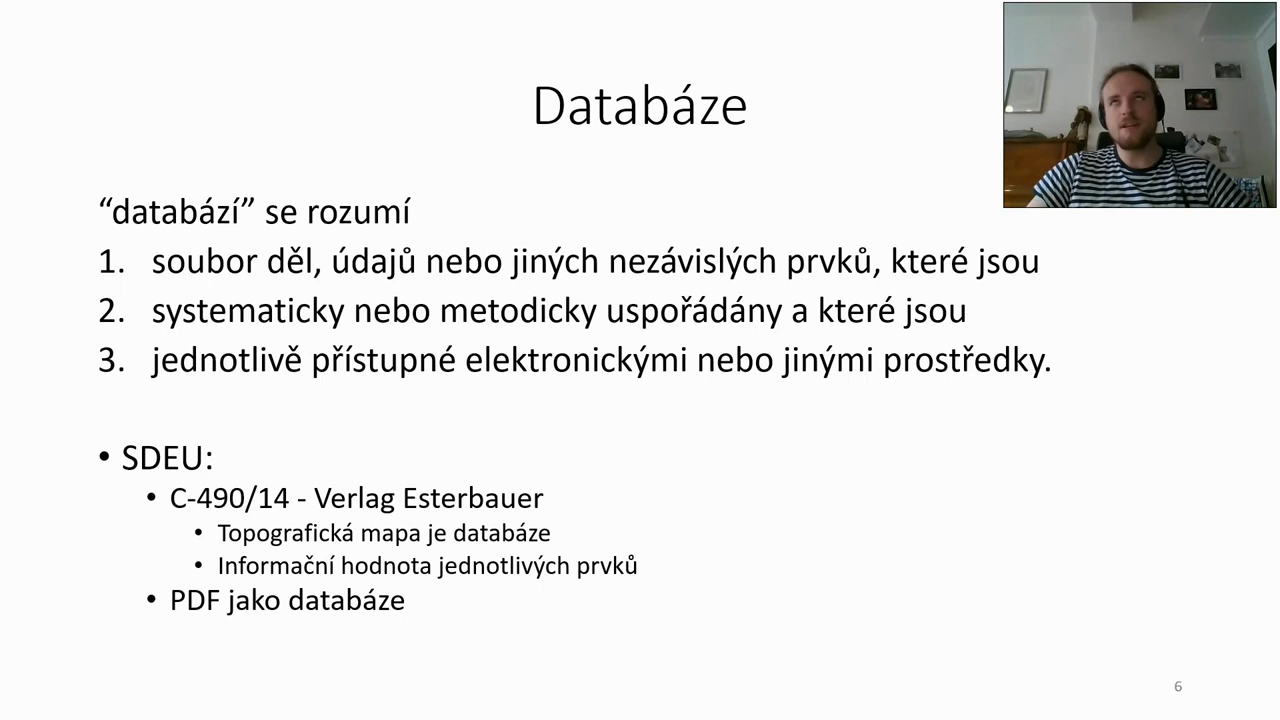 Databáze
“databází” se rozumí
1. soubor děl, údajů nebo jiných nezávislých prvků, které jsou
2. systematicky nebo metodicky uspořádány a které jsou
3. jednotlivě přístupné elektronickými nebo jinými prostředky.
• SDEU:
• C-490/14 - Verlag Esterbauer
• Topografická mapa je databáze
• Informační hodnota jednotlivých prvků
• PDF jako databáze
6